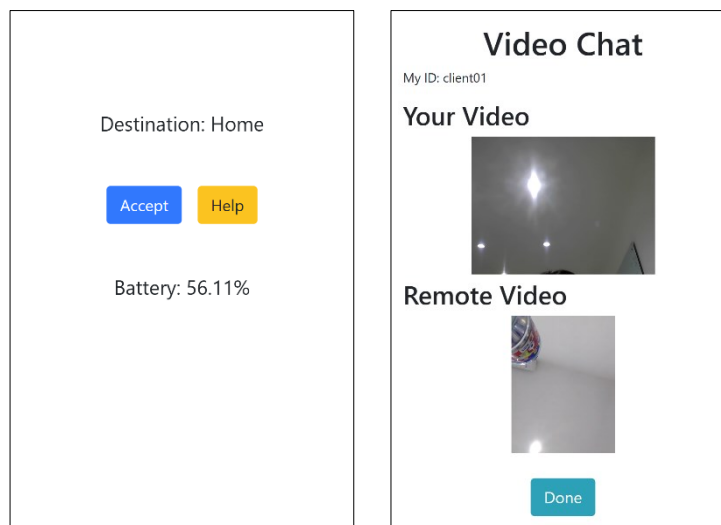 Destination: Home
Accept Help
Battery: 56.11%
Video Chat
My ID: client01
Your Video
Remote Video
Done